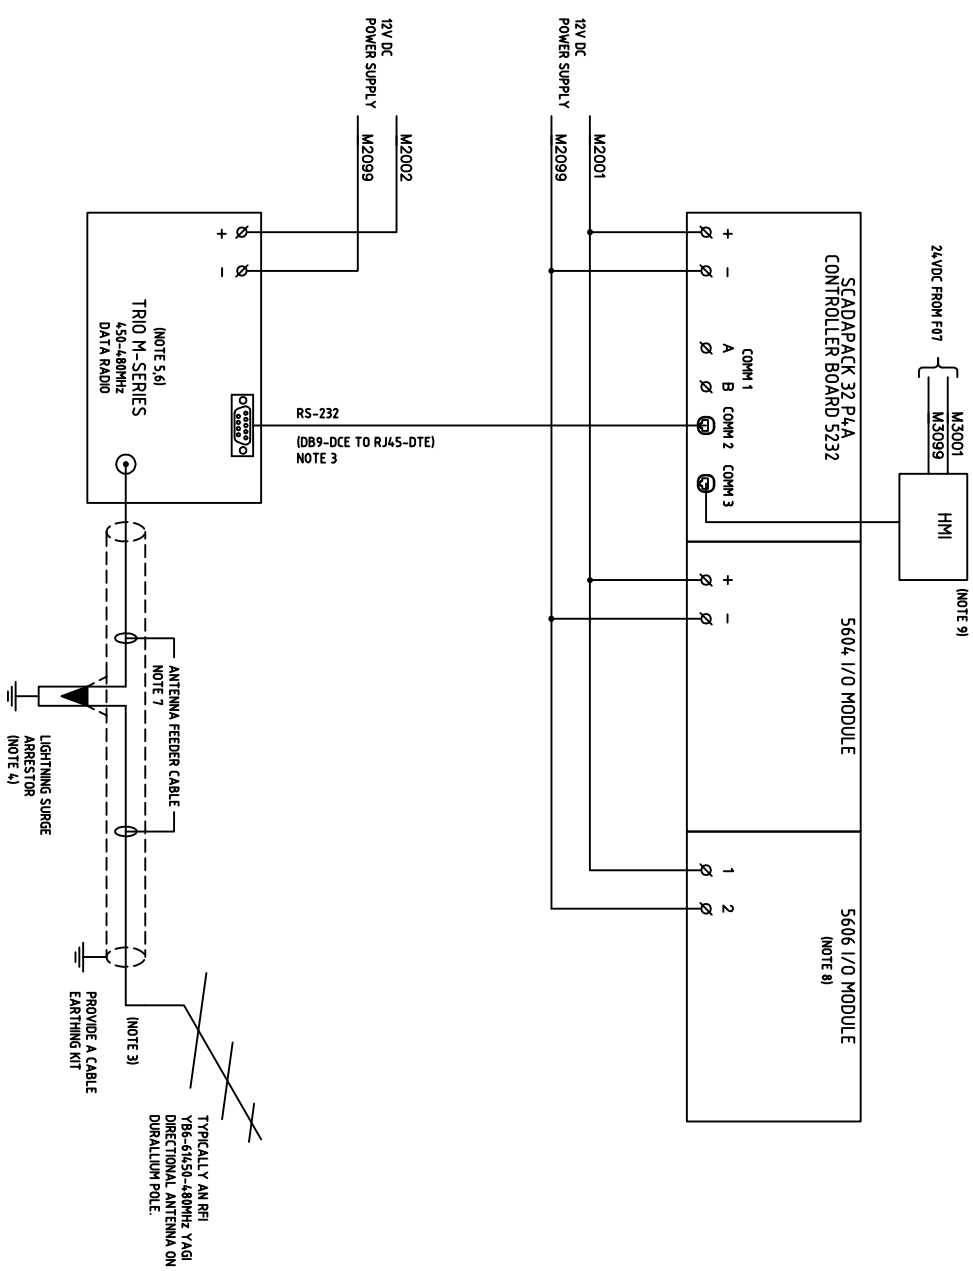 24VDC FROM F07
M3001
M3099
HMI
(NOTE 9)
SCADAPACK 32 P4A
CONTROLLER BOARD 5232
5604 I/O MODULE
5606 I/O MODULE
(NOTE 8)
COMM 1
+
-
A
B
COMM 2
COMM 3
+
-
1
2
12V DC
POWER SUPPLY
M2001
M2099
RS-232
(DB9-DCE TO RJ45-DTE)
NOTE 3
12V DC
POWER SUPPLY
M2002
M2099
+
-
(NOTE 5,6)
TRIO M-SERIES
450-480MHz
DATA RADIO
ANTENNA FEEDER CABLE
NOTE 7
LIGHTNING SURGE
ARRESTOR
(NOTE 4)
(NOTE 3)
PROVIDE A CABLE
EARTHING KIT
TYPICALLY AN RFI
YB6-61450-480MHz YAGI
DIRECTIONAL ANTENNA ON
DURALLIUM POLE.